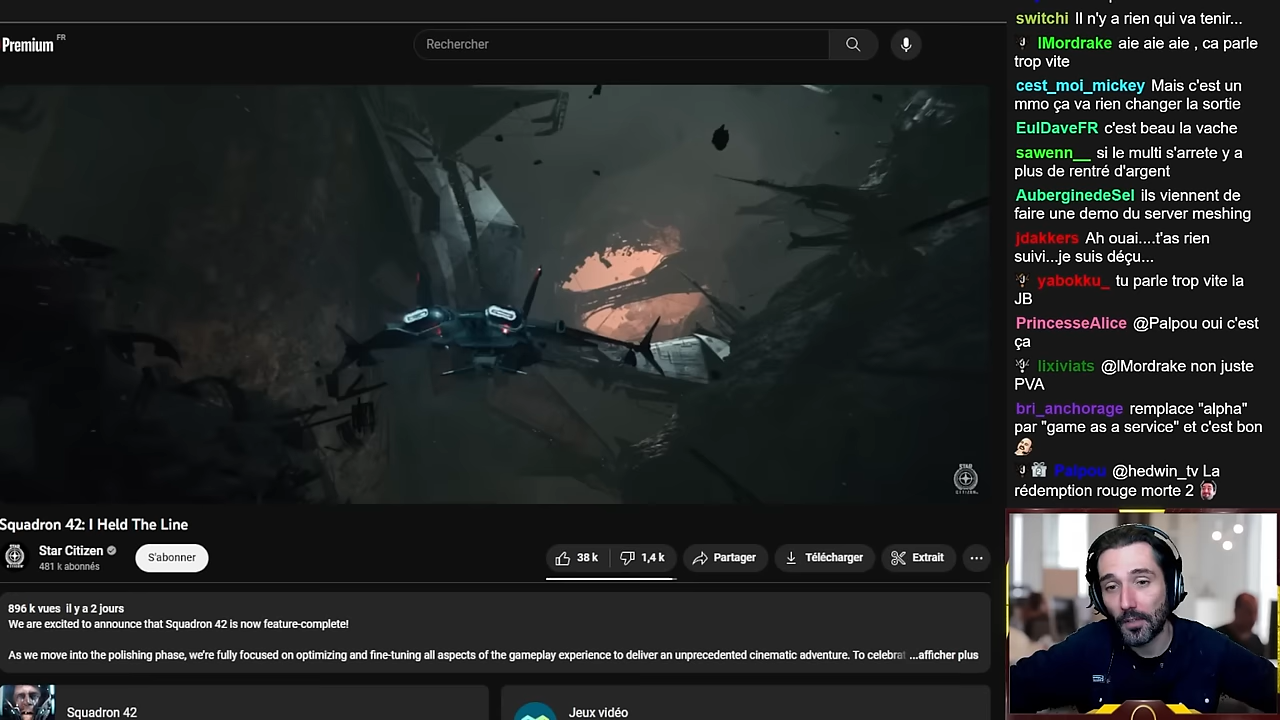 Premium FR
Rechercher
switchi Il n'y a rien qui va tenir...
IMordrake aie aie aie , ca parle
trop vite
cest_moi_mickey Mais c'est un
mmo ça va rien changer la sortie
EulDaveFR c'est beau la vache
sawenn__ si le multi s'arrete y a
plus de rentré d'argent
AuberginedeSel ils viennent de
faire une demo du server meshing
jdakkers Ah ouai....t'as rien
suivi...je suis déçu...
yabokku_ tu parle trop vite la
JB
PrincesseAlice @Palpou oui c'est
ça
lixiviats @IMordrake non juste
PVA
bri_anchorage remplace "alpha"
par "game as a service" et c'est bon
Palpou @hedwin_tv La
rédemption rouge morte 2
STAR
CITIZEN
Squadron 42: I Held The Line
Star Citizen
481 k abonnés
S'abonner
38 k
1,4 k
Partager
Télécharger
Extrait
896 k vues il y a 2 jours
We are excited to announce that Squadron 42 is now feature-complete!
As we move into the polishing phase, we're fully focused on optimizing and fine-tuning all aspects of the gameplay experience to deliver an unprecedented cinematic adventure. To celebrat ...afficher plus
Squadron 42
Jeux vidéo